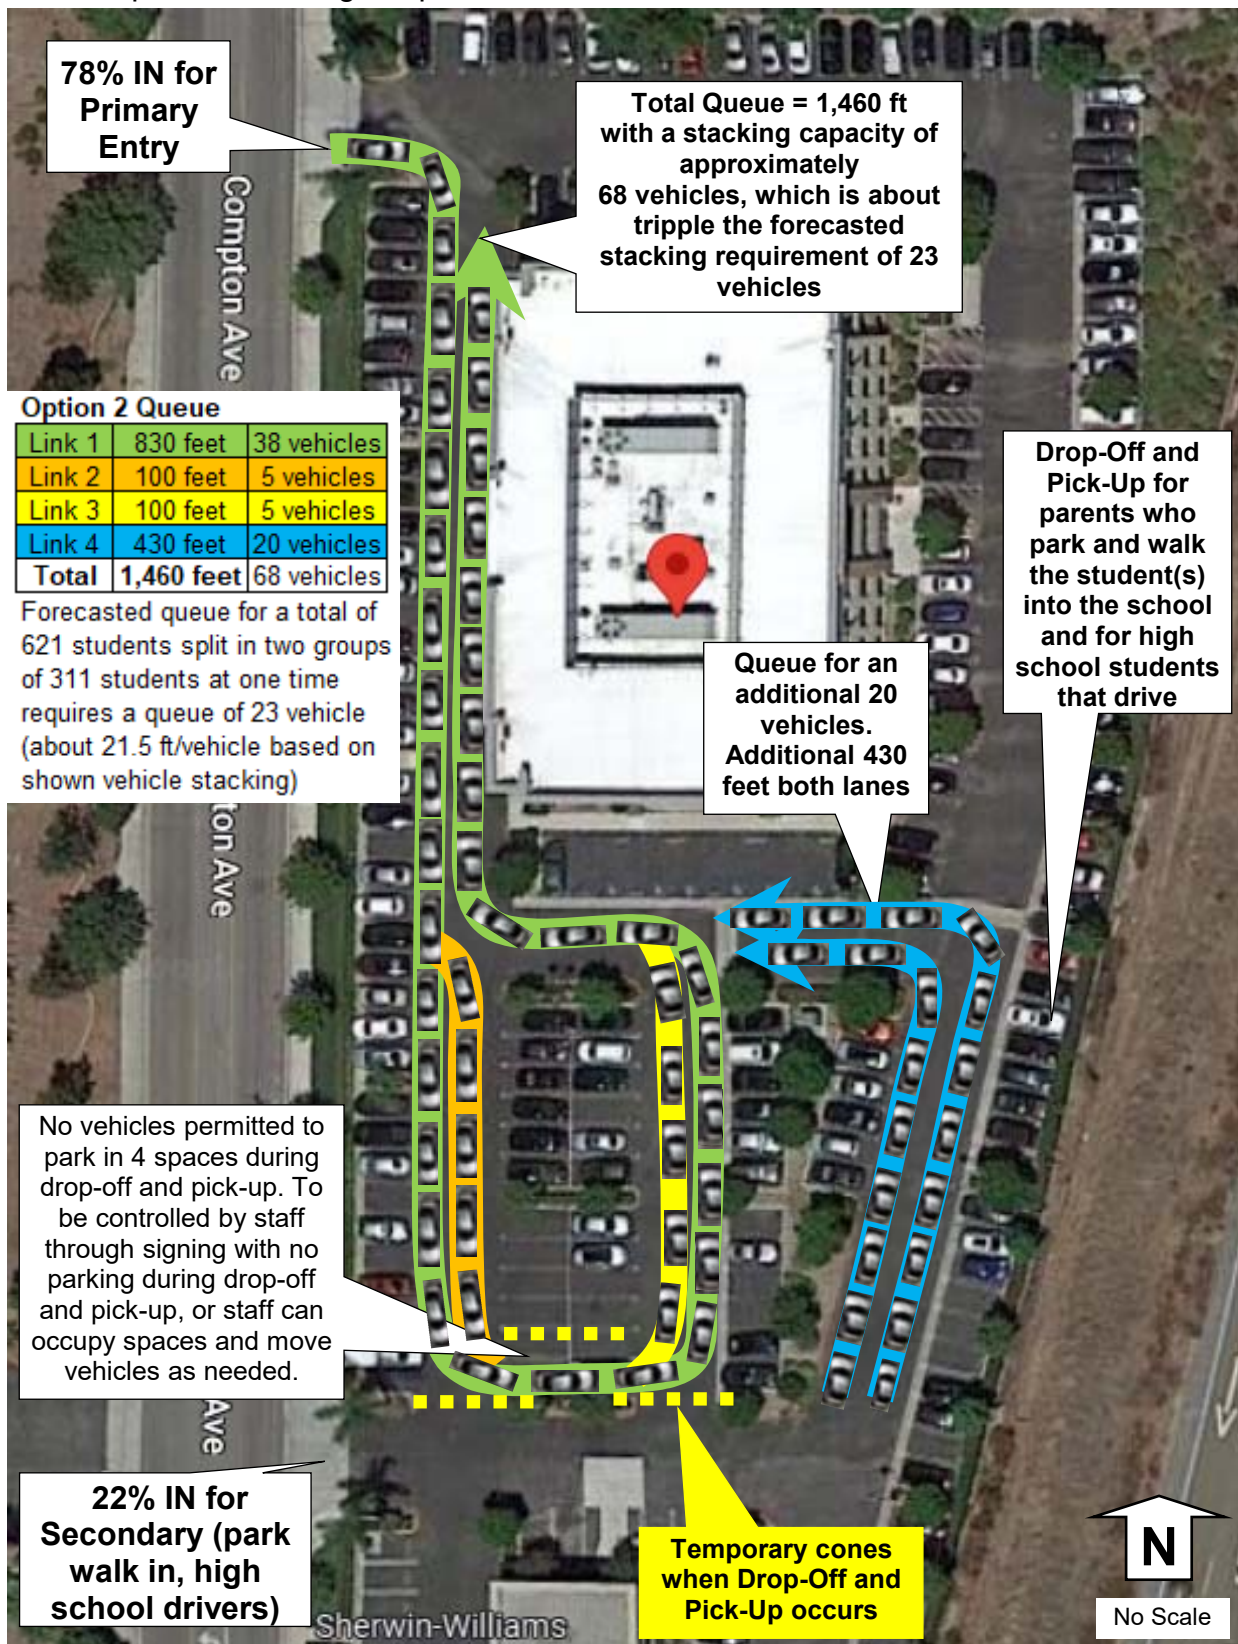 78% IN for
Primary
Entry
Total Queue = 1,460 ft
with a stacking capacity of
approximately
68 vehicles, which is about
tripple the forecasted
stacking requirement of 23
vehicles
Compton Ave
Option 2 Queue
Link 1 830 feet 38 vehicles
Link 2 100 feet 5 vehicles
Link 3 100 feet 5 vehicles
Link 4 430 feet 20 vehicles
Total 1,460 feet 68 vehicles
Forecasted queue for a total of
621 students split in two groups
of 311 students at one time
requires a queue of 23 vehicle
(about 21.5 ft/vehicle based on
shown vehicle stacking)
Drop-Off and
Pick-Up for
parents who
park and walk
the student(s)
into the school
and for high
school students
that drive
Queue for an
additional 20
vehicles.
Additional 430
feet both lanes
ton Ave
No vehicles permitted to
park in 4 spaces during
drop-off and pick-up. To
be controlled by staff
through signing with no
parking during drop-off
and pick-up, or staff can
occupy spaces and move
vehicles as needed.
Ave
22% IN for
Secondary (park
walk in, high
school drivers)
Temporary cones
when Drop-Off and
Pick-Up occurs
N
No Scale
Sherwin-Williams